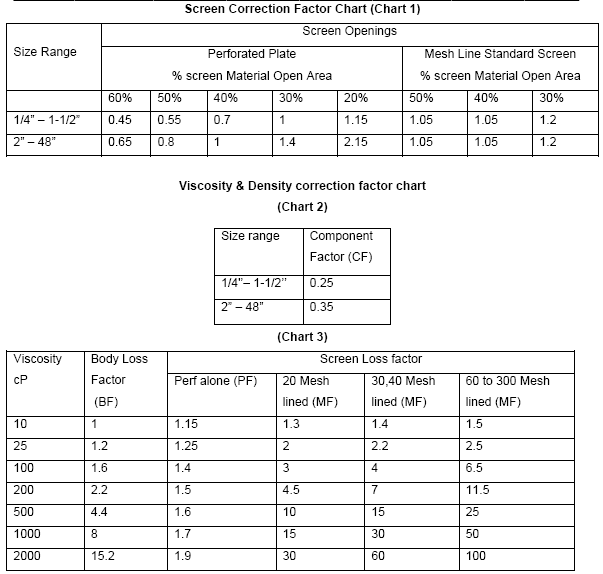 Screen Correction Factor Chart (Chart 1)
Size Range
Screen Openings
Perforated Plate
% screen Material Open Area
Mesh Line Standard Screen
% screen Material Open Area
60% 50% 40% 30% 20% 50% 40% 30%
1/4” – 1-1/2” 0.45 0.55 0.7 1 1.15 1.05 1.05 1.2
2” – 48” 0.65 0.8 1 1.4 2.15 1.05 1.05 1.2
Viscosity & Density correction factor chart
(Chart 2)
Size range Component
Factor (CF)
1/4”– 1-1/2’’ 0.25
2” – 48” 0.35
(Chart 3)
Viscosity
cP
Body Loss
Factor
(BF)
Screen Loss factor
Perf alone (PF)
20 Mesh
lined (MF)
30,40 Mesh
lined (MF)
60 to 300 Mesh
lined (MF)
10 1 1.15 1.3 1.4 1.5
25 1.2 1.25 2 2.2 2.5
100 1.6 1.4 3 4 6.5
200 2.2 1.5 4.5 7 11.5
500 4.4 1.6 10 15 25
1000 8 1.7 15 30 50
2000 15.2 1.9 30 60 100